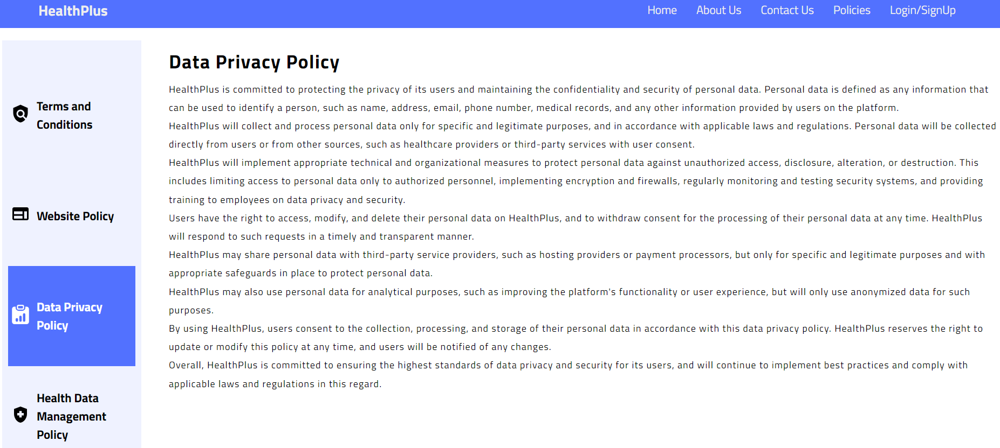 HealthPlus
Home
About Us
Contact Us
Policies
Login/SignUp
Terms and
Conditions
Website Policy
Data Privacy
Policy
Health Data
Management
Policy
Data Privacy Policy
HealthPlus is committed to protecting the privacy of its users and maintaining the confidentiality and security of personal data. Personal data is defined as any information that
can be used to identify a person, such as name, address, email, phone number, medical records, and any other information provided by users on the platform.
HealthPlus will collect and process personal data only for specific and legitimate purposes, and in accordance with applicable laws and regulations. Personal data will be collected
directly from users or from other sources, such as healthcare providers or third-party services with user consent.
HealthPlus will implement appropriate technical and organizational measures to protect personal data against unauthorized access, disclosure, alteration, or destruction. This
includes limiting access to personal data only to authorized personnel, implementing encryption and firewalls, regularly monitoring and testing security systems, and providing
training to employees on data privacy and security.
Users have the right to access, modify, and delete their personal data on HealthPlus, and to withdraw consent for the processing of their personal data at any time. HealthPlus
will respond to such requests in a timely and transparent manner.
HealthPlus may share personal data with third-party service providers, such as hosting providers or payment processors, but only for specific and legitimate purposes and with
appropriate safeguards in place to protect personal data.
HealthPlus may also use personal data for analytical purposes, such as improving the platform's functionality or user experience, but will only use anonymized data for such
purposes.
By using HealthPlus, users consent to the collection, processing, and storage of their personal data in accordance with this data privacy policy. HealthPlus reserves the right to
update or modify this policy at any time, and users will be notified of any changes.
Overall, HealthPlus is committed to ensuring the highest standards of data privacy and security for its users, and will continue to implement best practices and comply with
applicable laws and regulations in this regard.